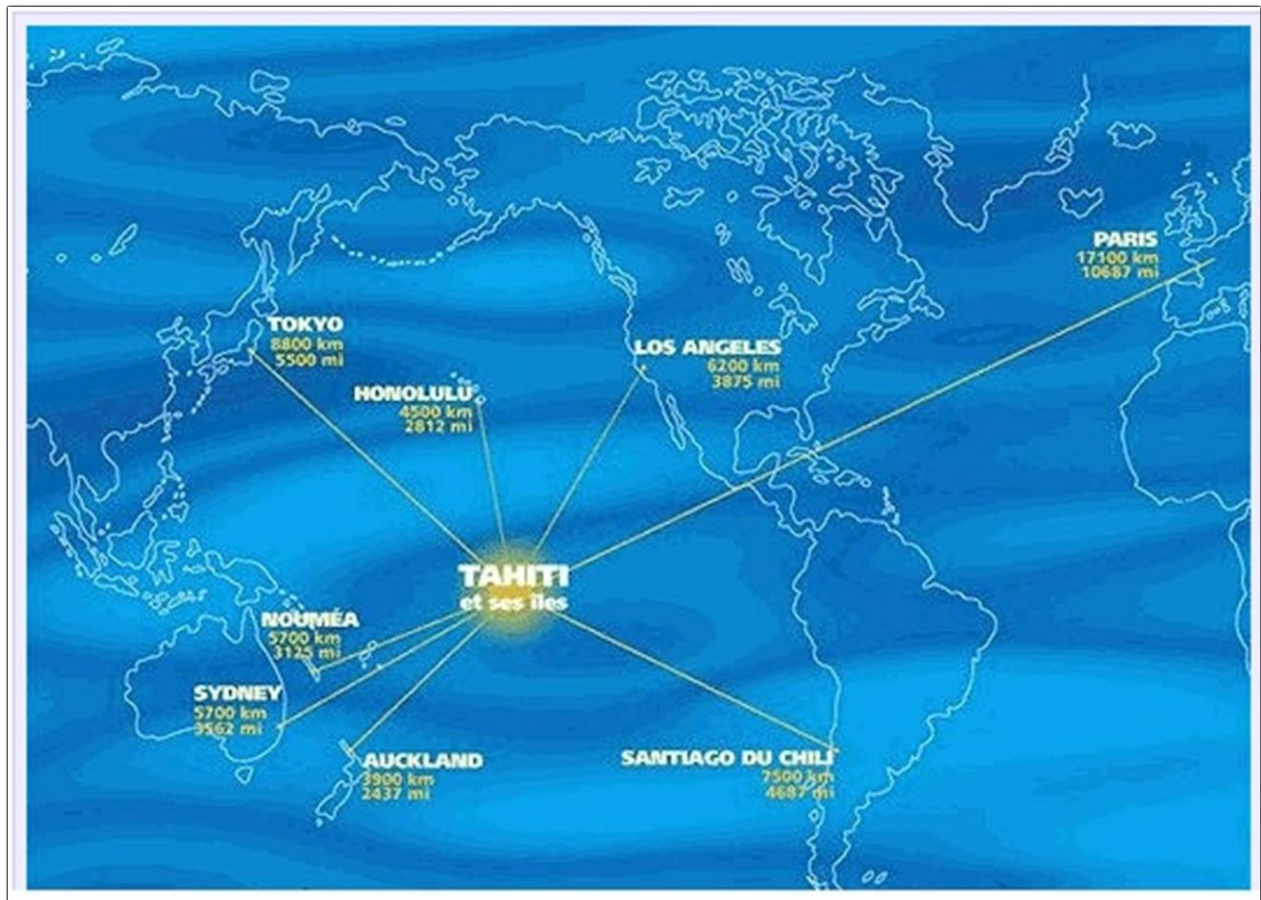 PARIS
17100 km
10687 mi
TOKYO
8800 km
5500 mi
LOS ANGELES
6200 km
3875 mi
HONOLULU
4500 km
2812 mi
TAHITI
et ses îles
NOUMÉA
5700 km
3125 mi
SYDNEY
5700 km
3562 mi
AUCKLAND
3900 km
2437 mi
SANTIAGO DU CHILI
7500 km
4687 mi